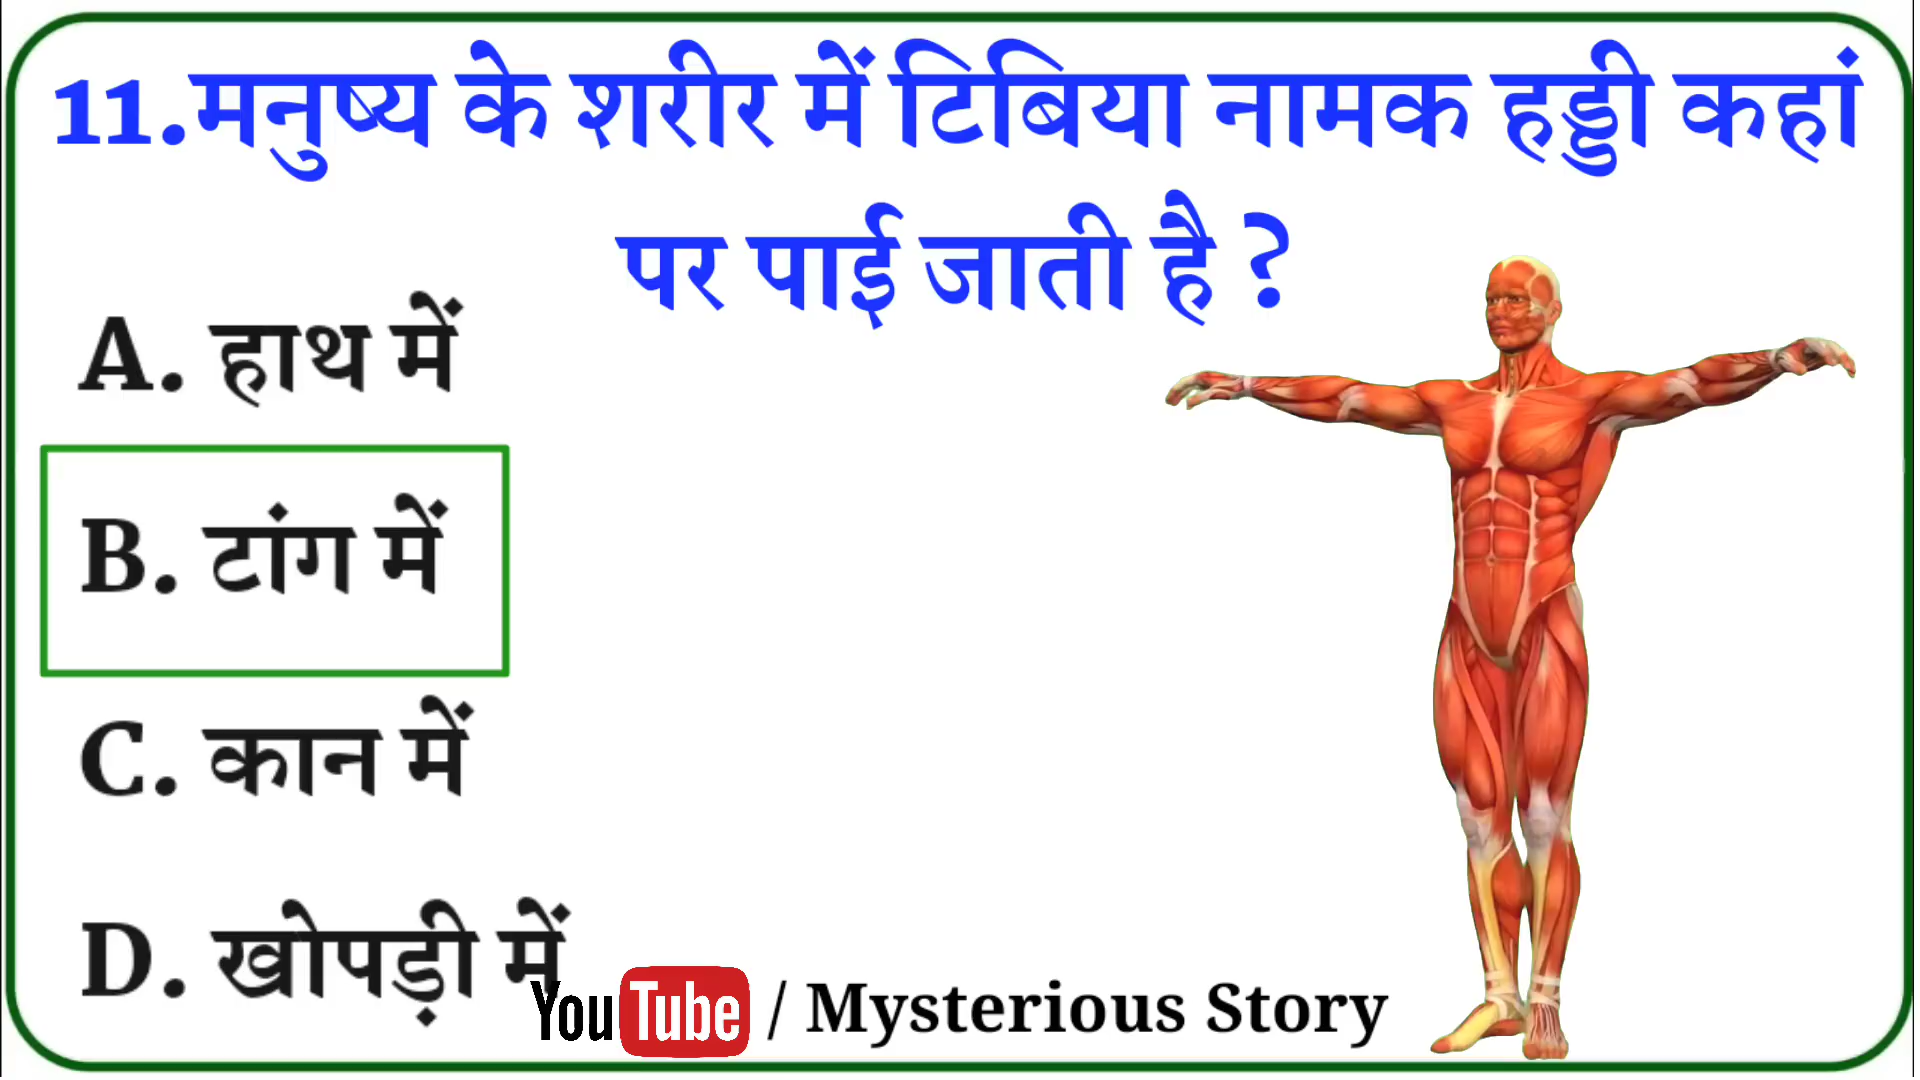 11.मनुष्य के शरीर में टिबिया नामक हड्डी कहां
पर पाई जाती है ?
A. हाथ में
B. टांग में
C. कान में
D. खोपड़ी में
YouTube / Mysterious Story